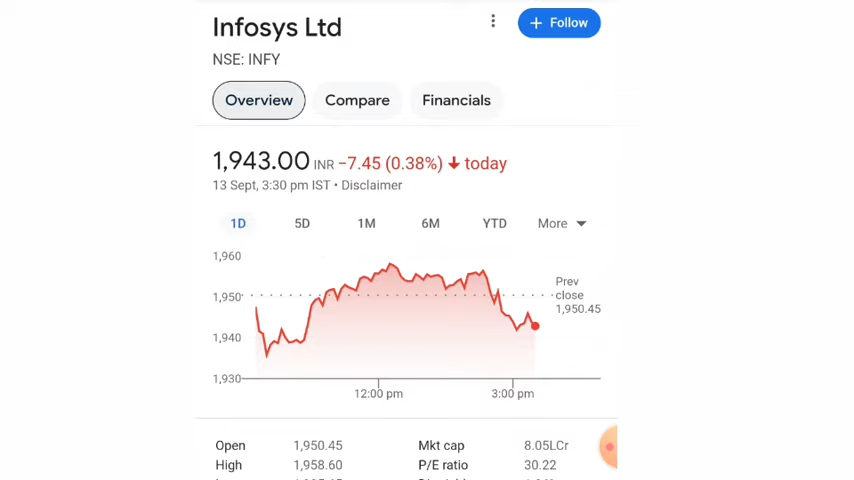 Infosys Ltd
+ Follow
NSE: INFY
Overview Compare Financials
1,943.00 INR −7.45 (0.38%) today
13 Sept, 3:30 pm IST • Disclaimer
1D 5D 1M 6M YTD More
1,960
1,950
1,940
1,930
Prev
close
1,950.45
12:00 pm 3:00 pm
Open 1,950.45 Mkt cap 8.05LCr
High 1,958.60 P/E ratio 30.22